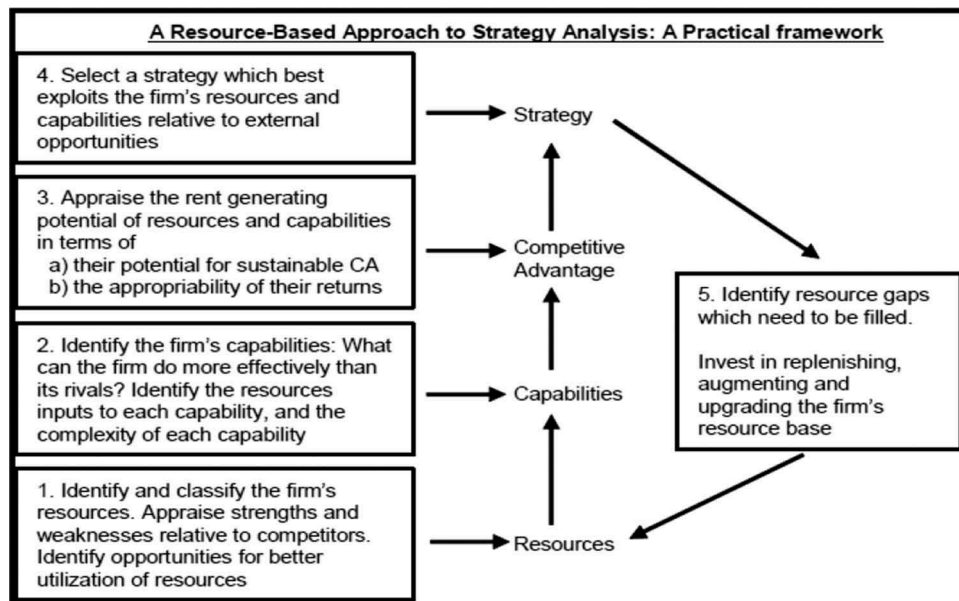 A Resource-Based Approach to Strategy Analysis: A Practical framework
4. Select a strategy which best
exploits the firm's resources and
capabilities relative to external
opportunities
Strategy
3. Appraise the rent generating
potential of resources and capabilities
in terms of
a) their potential for sustainable CA
b) the appropriability of their returns
Competitive
Advantage
2. Identify the firm's capabilities: What
can the firm do more effectively than
its rivals? Identify the resources
inputs to each capability, and the
complexity of each capability
Capabilities
1. Identify and classify the firm's
resources. Appraise strengths and
weaknesses relative to competitors.
Identify opportunities for better
utilization of resources
Resources
5. Identify resource gaps
which need to be filled.
Invest in replenishing,
augmenting and
upgrading the firm's
resource base